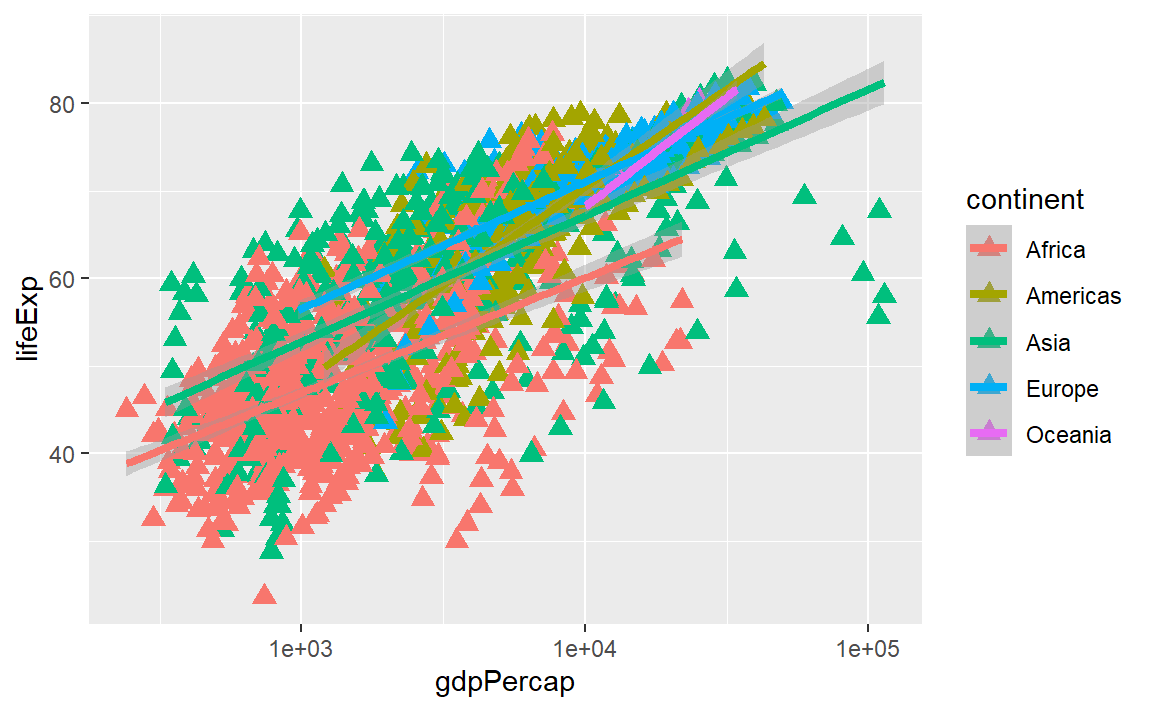 80
60
40
lifeExp
1e+03
1e+04
1e+05
gdpPercap
continent
Africa
Americas
Asia
Europe
Oceania